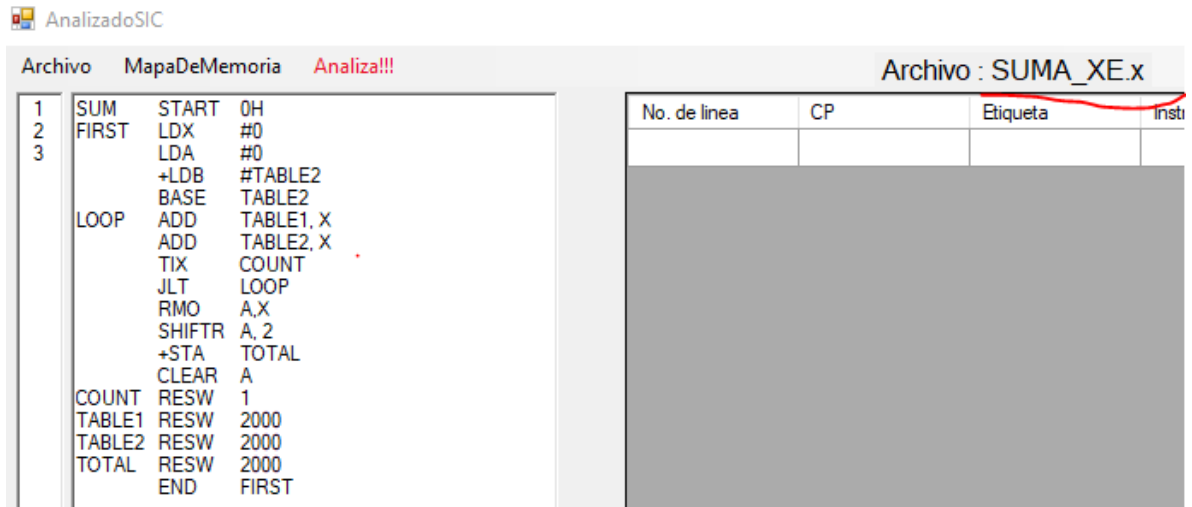 AnalizadoSIC
Archivo MapaDeMemoria Analiza!!! Archivo : SUMA_XE.x
No. de linea CP Etiqueta Instr
1 SUM START 0H
2 FIRST LDX #0
3 LDA #0
+LDB #TABLE2
BASE TABLE2
LOOP ADD TABLE1, X
ADD TABLE2, X
TIX COUNT
JLT LOOP
RMO A,X
SHIFTR A, 2
+STA TOTAL
CLEAR A
COUNT RESW 1
TABLE1 RESW 2000
TABLE2 RESW 2000
TOTAL RESW 2000
END FIRST